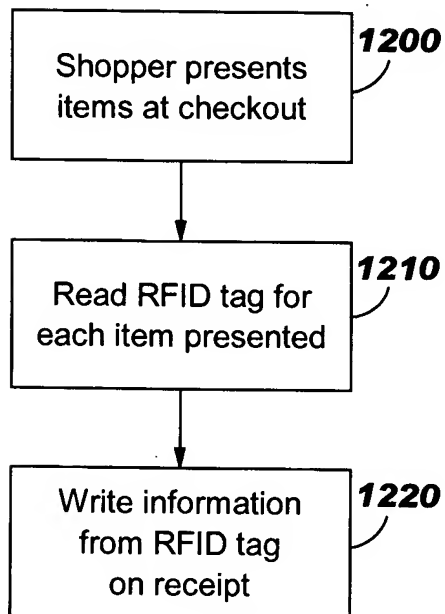 1200
Shopper presents
items at checkout
1210
Read RFID tag for
each item presented
1220
Write information
from RFID tag
on receipt